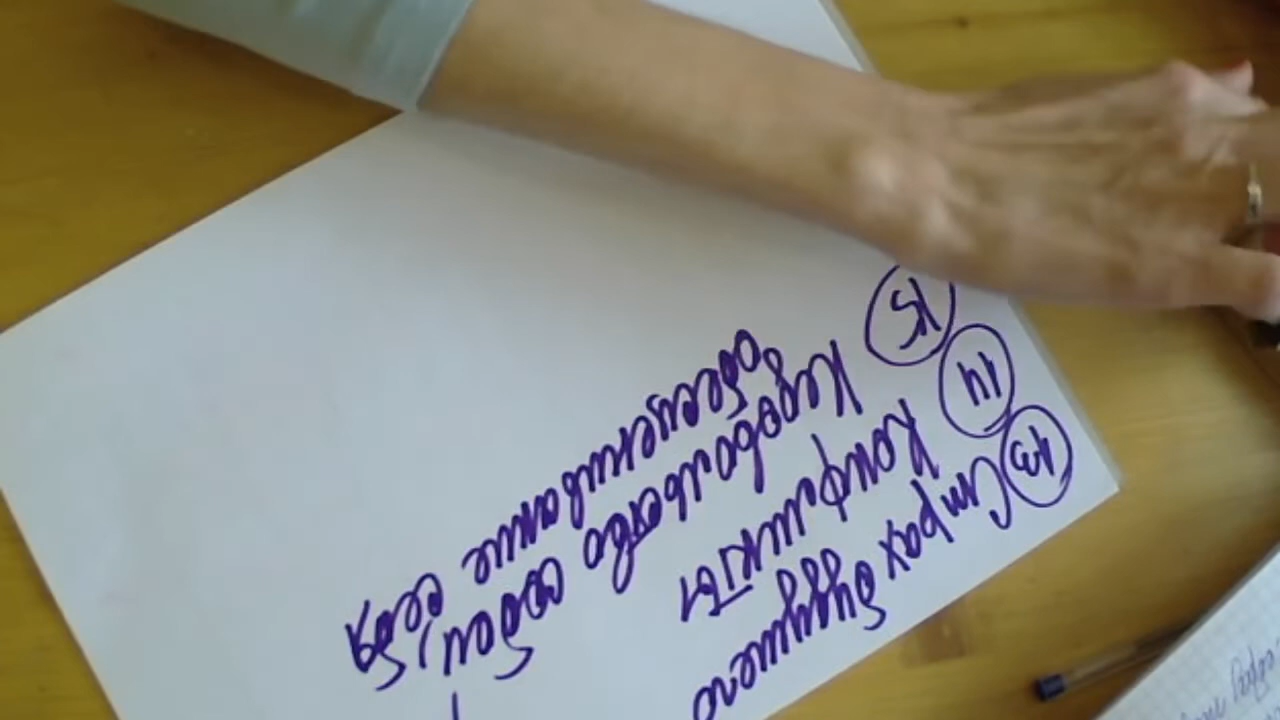 13 Страх будущего
14 Конфликты
15 Недовольство собой,
обесценивание себя